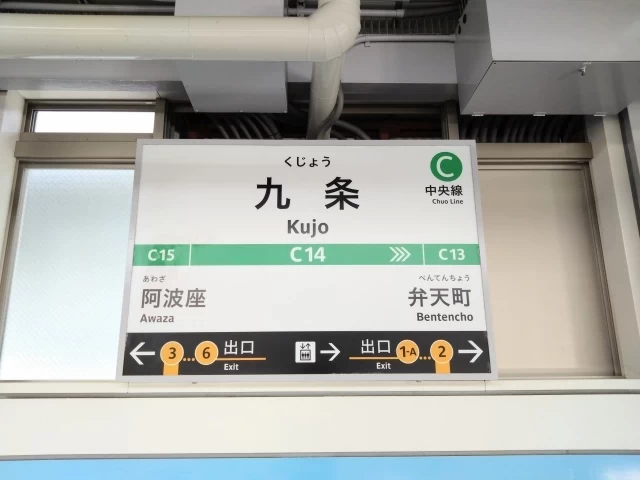 くじょう
九条
Kujo
C
中央線
Chuo Line
C15 C14 C13
あわざ
阿波座
Awaza
べんてんちょう
弁天町
Bentencho
3 6 出口
Exit
出口 1-A 2
Exit